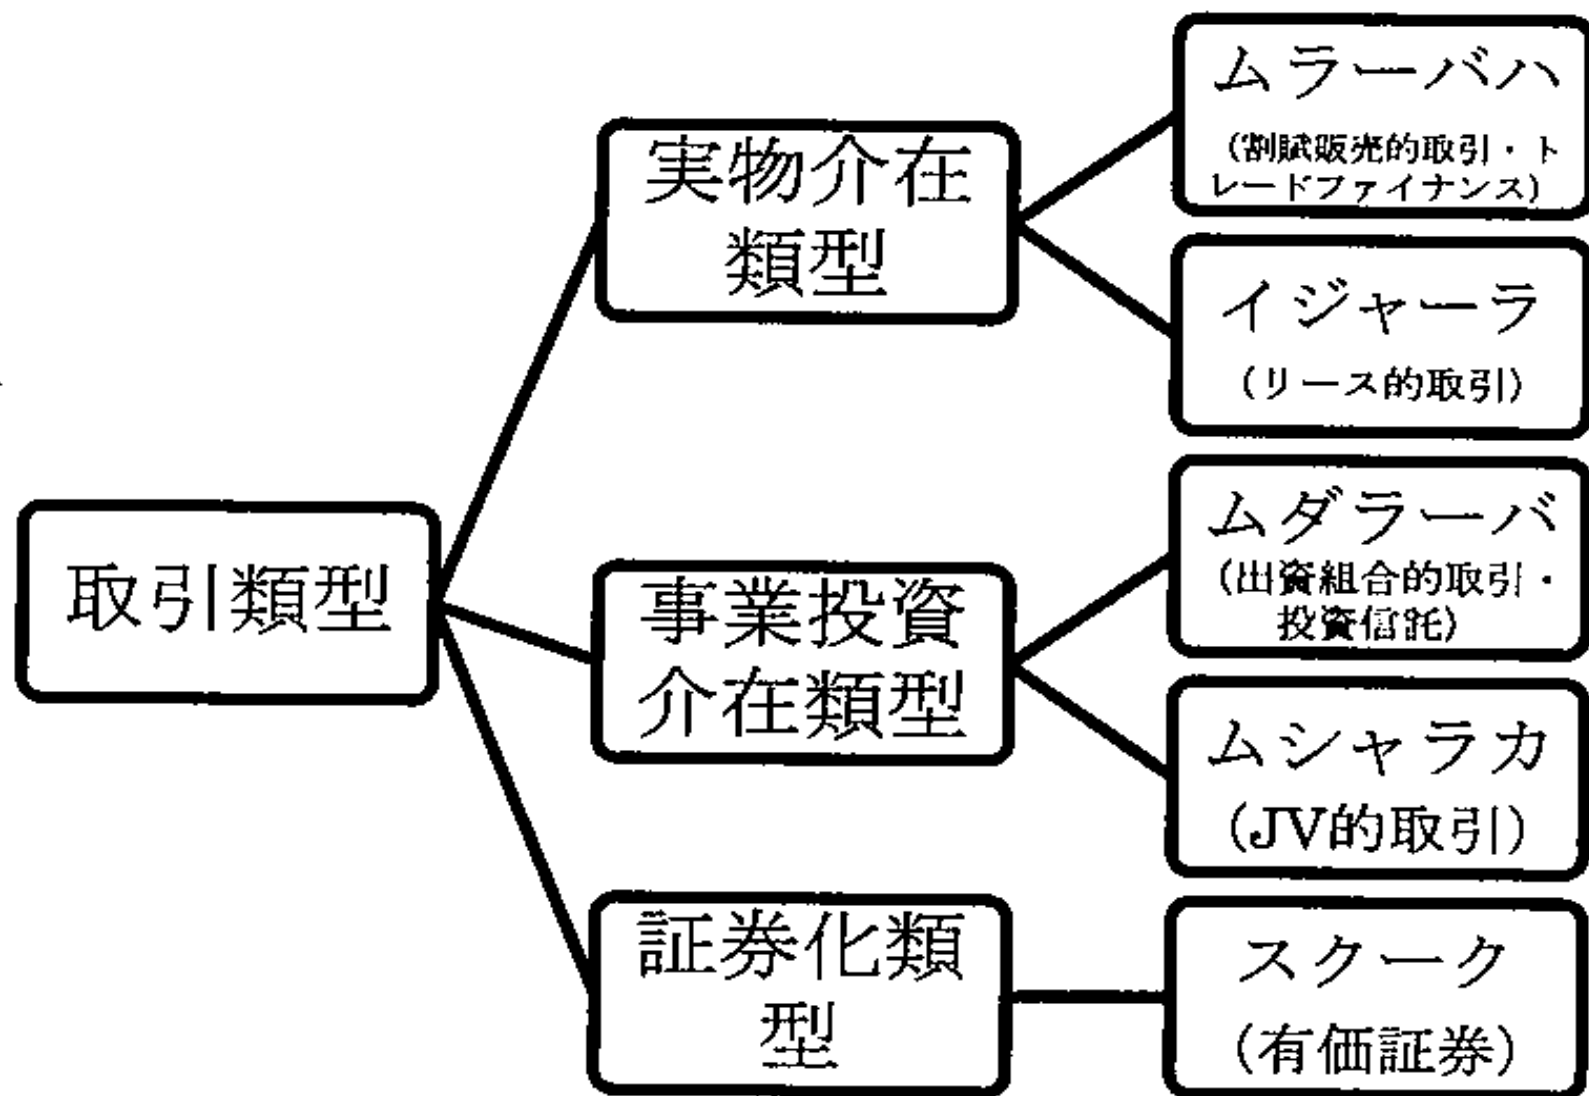 取引類型
実物介在
類型
ムラーバハ
(割賦販売的取引・ト
レードファイナンス)
イジャーラ
(リース的取引)
事業投資
介在類型
ムダラーバ
(出資組合的取引・
投資信託)
ムシャラカ
(JV的取引)
証券化類
型
スクーク
(有価証券)